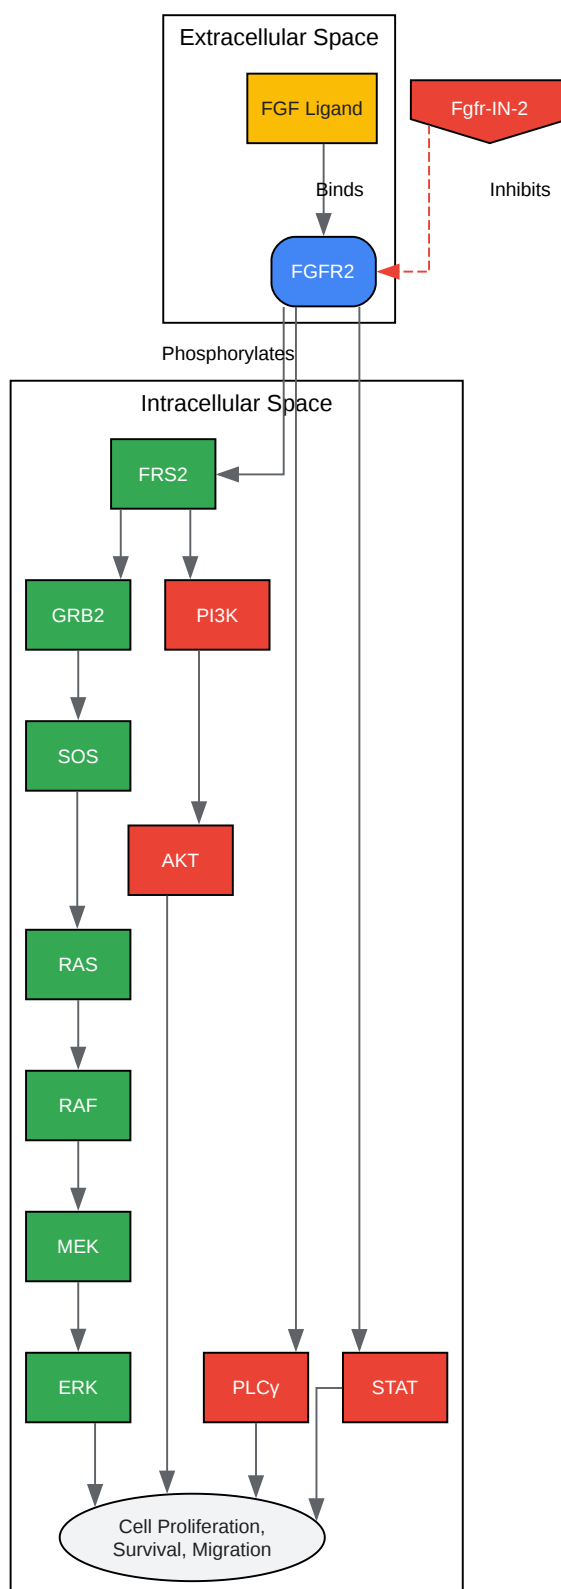 Extracellular Space
FGF Ligand
Fgfr-IN-2
Binds
Inhibits
FGFR2
Phosphorylates
Intracellular Space
FRS2
GRB2
PI3K
SOS
AKT
RAS
RAF
MEK
ERK
PLCγ
STAT
Cell Proliferation,
Survival, Migration